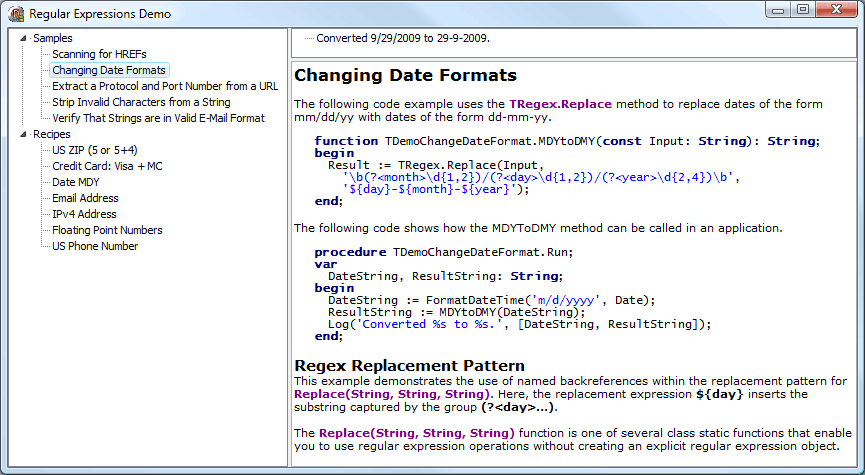 Regular Expressions Demo
Samples
Scanning for HREFs
Changing Date Formats
Extract a Protocol and Port Number from a URL
Strip Invalid Characters from a String
Verify That Strings are in Valid E-Mail Format
Recipes
US ZIP (5 or 5+4)
Credit Card: Visa + MC
Date MDY
Email Address
IPv4 Address
Floating Point Numbers
US Phone Number
Converted 9/29/2009 to 29-9-2009.
Changing Date Formats
The following code example uses the TRegex.Replace method to replace dates of the form
mm/dd/yy with dates of the form dd-mm-yy.
function TDemoChangeDateFormat.MDYtoDMY(const Input: String): String;
begin
Result := TRegex.Replace(Input,
'\b(?<month>\d{1,2})/(?<day>\d{1,2})/(?<year>\d{2,4})\b',
'${day}-${month}-${year}');
end;
The following code shows how the MDYToDMY method can be called in an application.
procedure TDemoChangeDateFormat.Run;
var
DateString, ResultString: String;
begin
DateString := FormatDateTime('m/d/yyyy', Date);
ResultString := MDYtoDMY(DateString);
Log('Converted %s to %s.', [DateString, ResultString]);
end;
Regex Replacement Pattern
This example demonstrates the use of named backreferences within the replacement pattern for
Replace(String, String, String). Here, the replacement expression ${day} inserts the
substring captured by the group (?<day>...).
The Replace(String, String, String) function is one of several class static functions that enable
you to use regular expression operations without creating an explicit regular expression object.